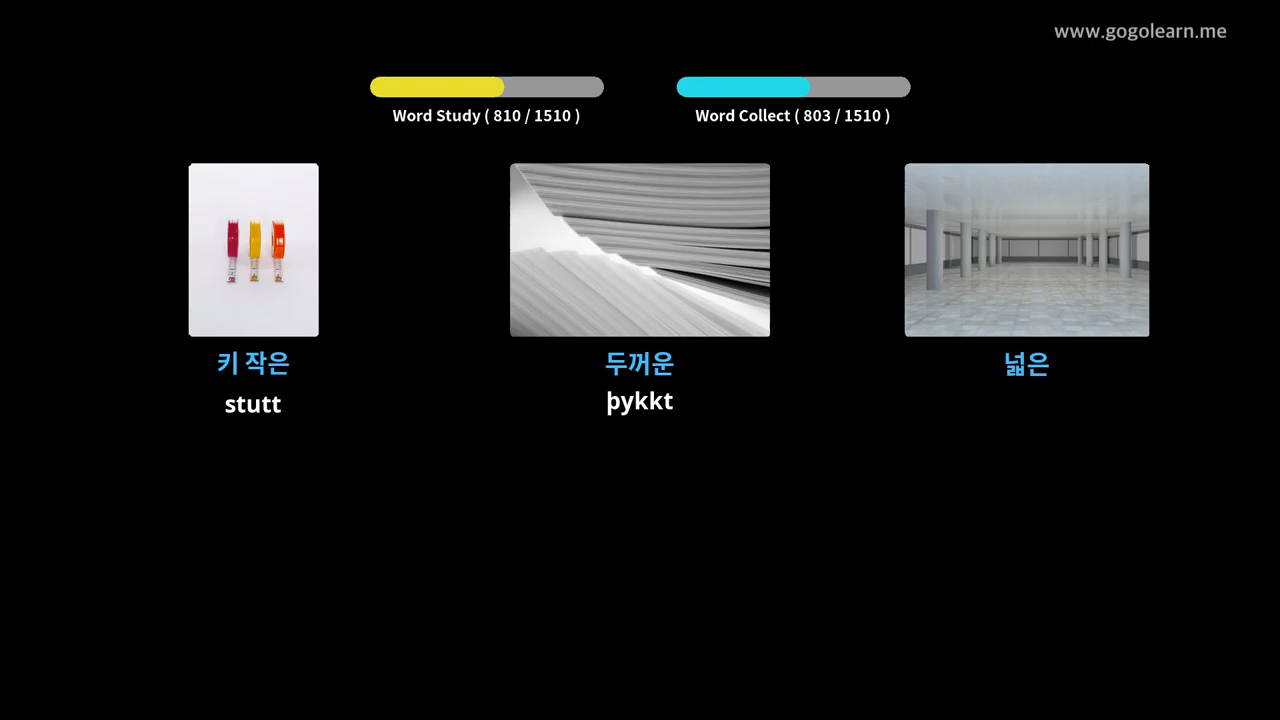 www.gogolearn.me
Word Study ( 810 / 1510 )
Word Collect ( 803 / 1510 )
키 작은
두꺼운
넓은
stutt
þykkt